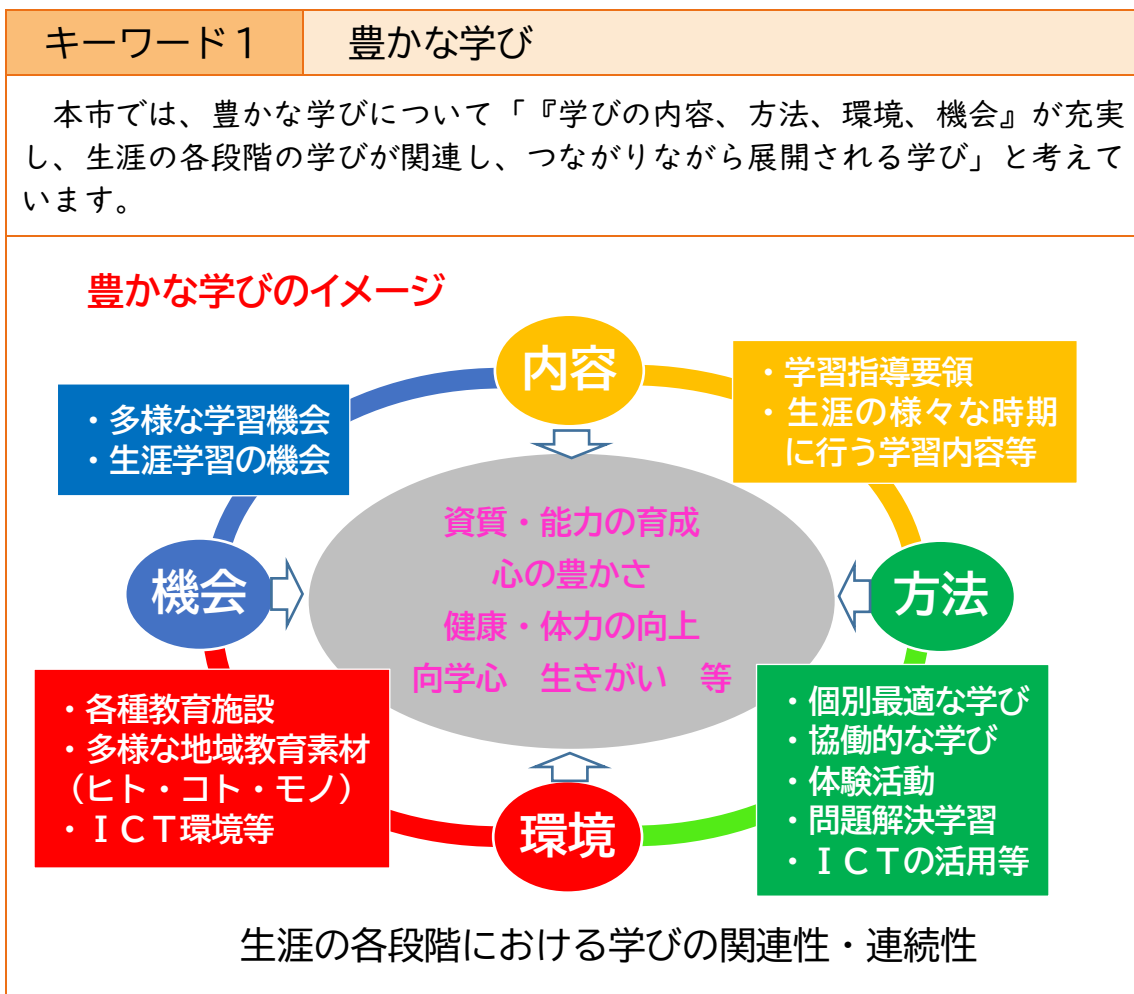 キーワード１
豊かな学び
本市では、豊かな学びについて「『学びの内容、方法、環境、機会』が充実
し、生涯の各段階の学びが関連し、つながりながら展開される学び」と考えて
います。
豊かな学びのイメージ
内容
・学習指導要領
・生涯の様々な時期
に行う学習内容等
・多様な学習機会
・生涯学習の機会
資質・能力の育成
心の豊かさ
健康・体力の向上
向学心　生きがい　等
機会
方法
・各種教育施設
・多様な地域教育素材
（ヒト・コト・モノ）
・ＩＣＴ環境等
・個別最適な学び
・協働的な学び
・体験活動
・問題解決学習
・ＩＣＴの活用等
環境
生涯の各段階における学びの関連性・連続性